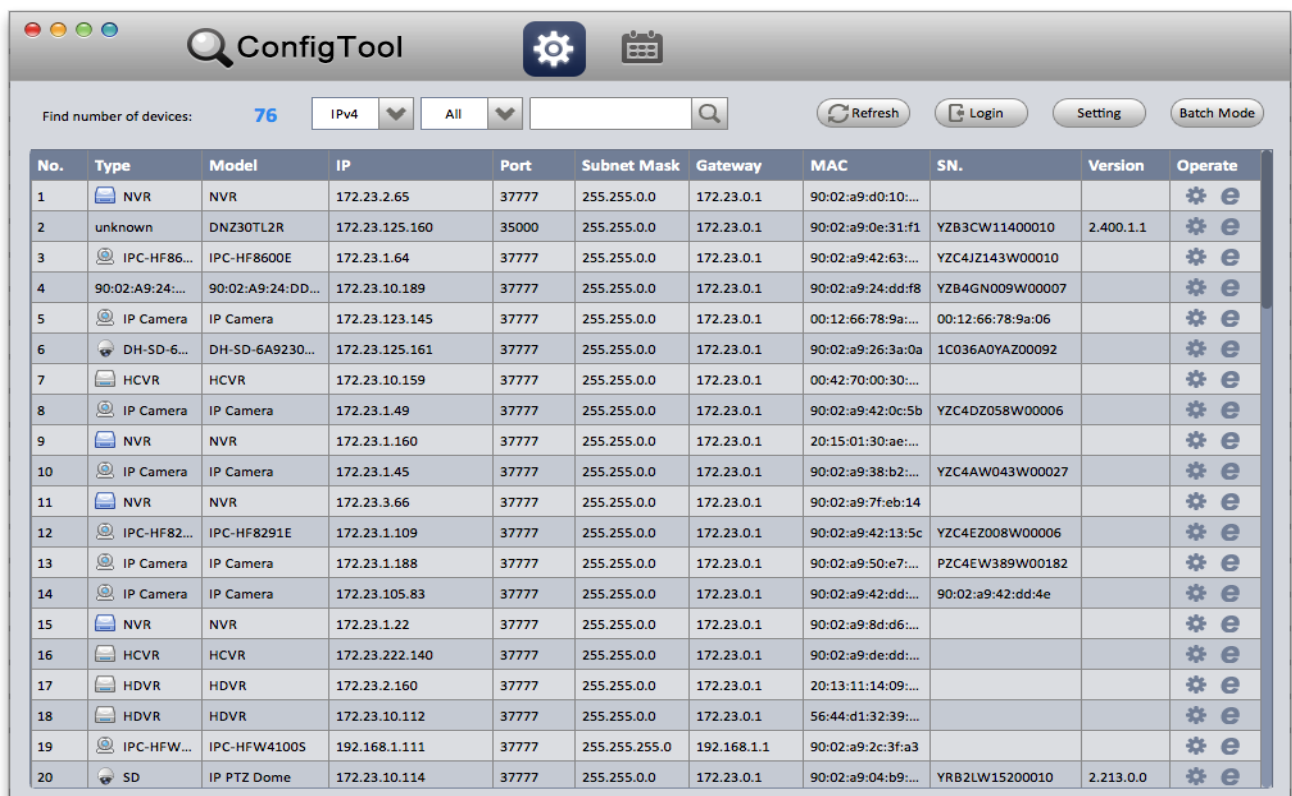 ConfigTool
Find number of devices: 76 IPv4 All Refresh Login Setting Batch Mode
No. Type Model IP Port Subnet Mask Gateway MAC SN. Version Operate
1 NVR NVR 172.23.2.65 37777 255.255.0.0 172.23.0.1 90:02:a9:d0:10:...
2 unknown DNZ30TL2R 172.23.125.160 35000 255.255.0.0 172.23.0.1 90:02:a9:0e:31:f1 YZB3CW11400010 2.400.1.1
3 IPC-HF86... IPC-HF8600E 172.23.1.64 37777 255.255.0.0 172.23.0.1 90:02:a9:42:63:... YZC4JZ143W00010
4 90:02:A9:24:... 90:02:A9:24:DD... 172.23.10.189 37777 255.255.0.0 172.23.0.1 90:02:a9:24:dd:f8 YZB4GN009W00007
5 IP Camera IP Camera 172.23.123.145 37777 255.255.0.0 172.23.0.1 00:12:66:78:9a:... 00:12:66:78:9a:06
6 DH-SD-6... DH-SD-6A9230... 172.23.125.161 37777 255.255.0.0 172.23.0.1 90:02:a9:26:3a:0a 1C036A0YAZ00092
7 HCVR HCVR 172.23.10.159 37777 255.255.0.0 172.23.0.1 00:42:70:00:30:...
8 IP Camera IP Camera 172.23.1.49 37777 255.255.0.0 172.23.0.1 90:02:a9:42:0c:5b YZC4DZ058W00006
9 NVR NVR 172.23.1.160 37777 255.255.0.0 172.23.0.1 20:15:01:30:ae:...
10 IP Camera IP Camera 172.23.1.45 37777 255.255.0.0 172.23.0.1 90:02:a9:38:b2:... YZC4AW043W00027
11 NVR NVR 172.23.3.66 37777 255.255.0.0 172.23.0.1 90:02:a9:7f:eb:14
12 IPC-HF82... IPC-HF8291E 172.23.1.109 37777 255.255.0.0 172.23.0.1 90:02:a9:42:13:5c YZC4EZ008W00006
13 IP Camera IP Camera 172.23.1.188 37777 255.255.0.0 172.23.0.1 90:02:a9:50:e7:... PZC4EW389W00182
14 IP Camera IP Camera 172.23.105.83 37777 255.255.0.0 172.23.0.1 90:02:a9:42:dd:... 90:02:a9:42:dd:4e
15 NVR NVR 172.23.1.22 37777 255.255.0.0 172.23.0.1 90:02:a9:8d:d6:...
16 HCVR HCVR 172.23.222.140 37777 255.255.0.0 172.23.0.1 90:02:a9:de:dd:...
17 HDVR HDVR 172.23.2.160 37777 255.255.0.0 172.23.0.1 20:13:11:14:09:...
18 HDVR HDVR 172.23.10.112 37777 255.255.0.0 172.23.0.1 56:44:d1:32:39:...
19 IPC-HFW... IPC-HFW4100S 192.168.1.111 37777 255.255.255.0 192.168.1.1 90:02:a9:2c:3f:a3
20 SD IP PTZ Dome 172.23.10.114 37777 255.255.0.0 172.23.0.1 90:02:a9:04:b9:... YRB2LW15200010 2.213.0.0